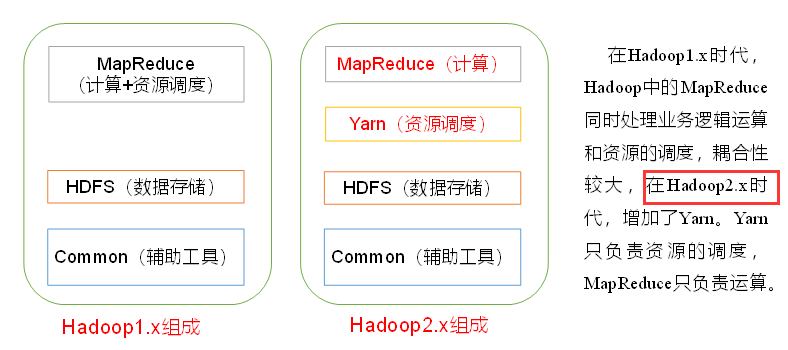 MapReduce
（计算+资源调度）
HDFS（数据存储）
Common（辅助工具）
Hadoop1.x组成
MapReduce（计算）
Yarn（资源调度）
HDFS（数据存储）
Common（辅助工具）
Hadoop2.x组成
在Hadoop1.x时代，
Hadoop中的MapReduce
同时处理业务逻辑运算
和资源的调度，耦合性
较大，在Hadoop2.x时
代，增加了Yarn。Yarn
只负责资源的调度，
MapReduce只负责运算。